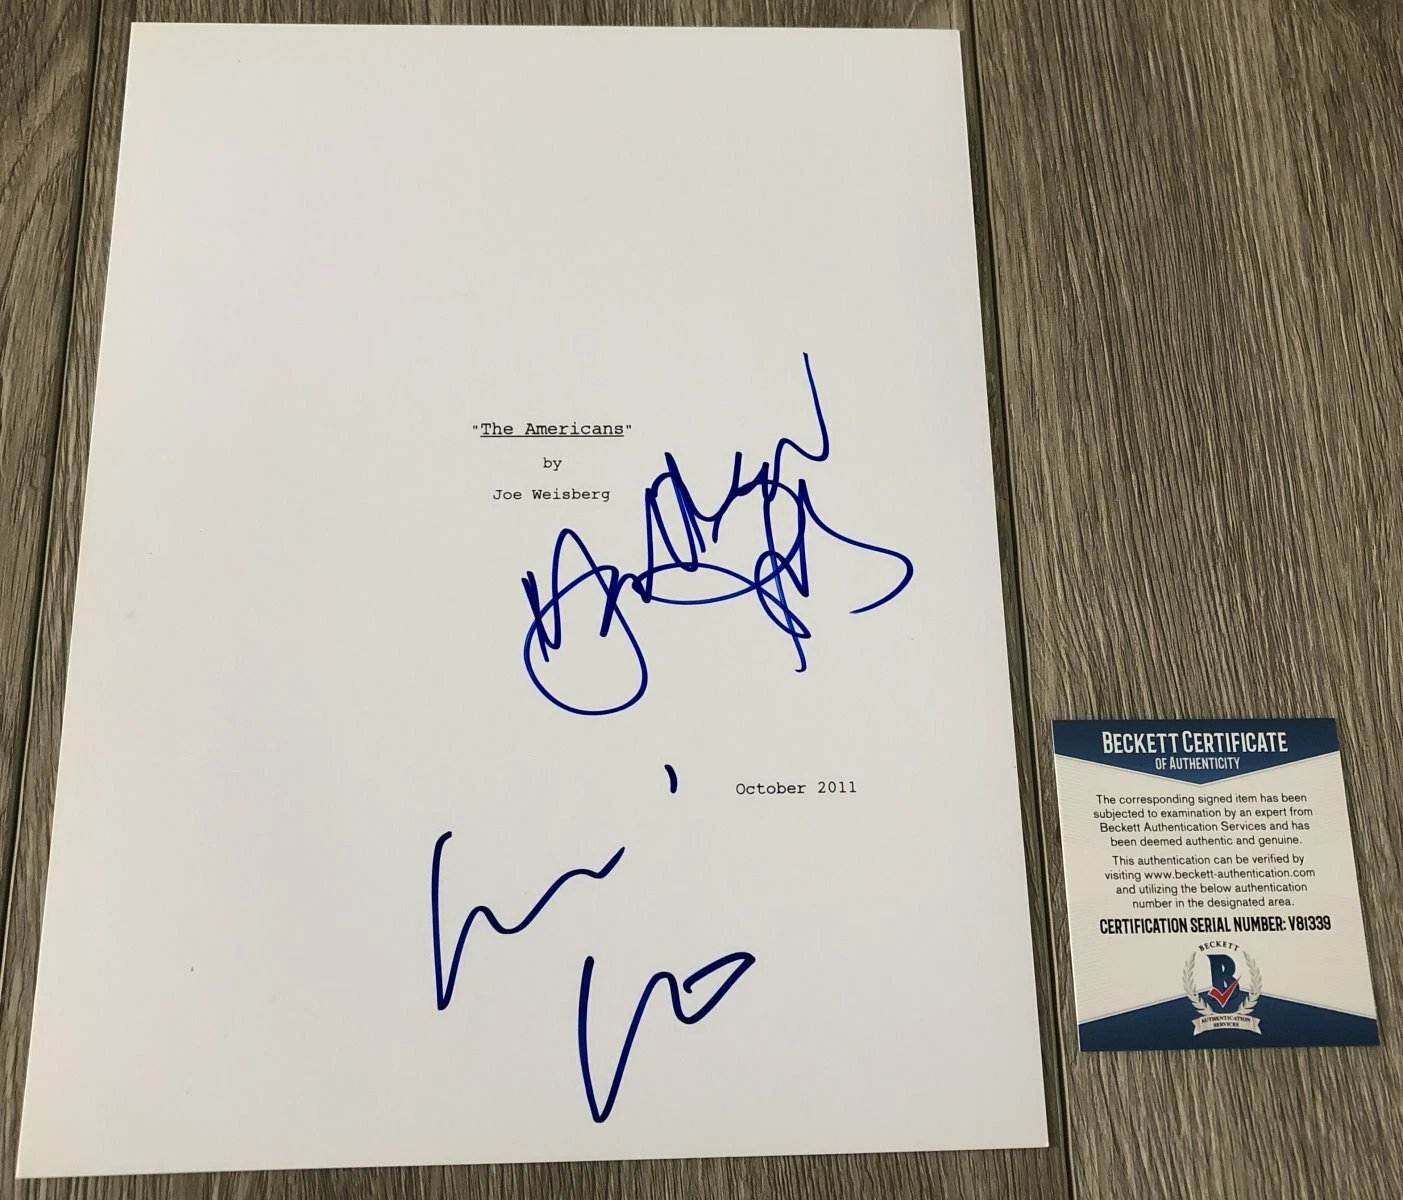 "The Americans"
by
Joe Weisberg
October 2011
BECKETT CERTIFICATE
OF AUTHENTICITY
The corresponding signed item has been
subjected to examination by an expert from
Beckett Authentication Services and has
been deemed authentic and genuine.
This authentication can be verified by
visiting www.beckett-authentication.com
and utilizing the below authentication
number in the designated area.
CERTIFICATION SERIAL NUMBER: V81339
BECKETT
B
AUTHENTICATION
SERVICES